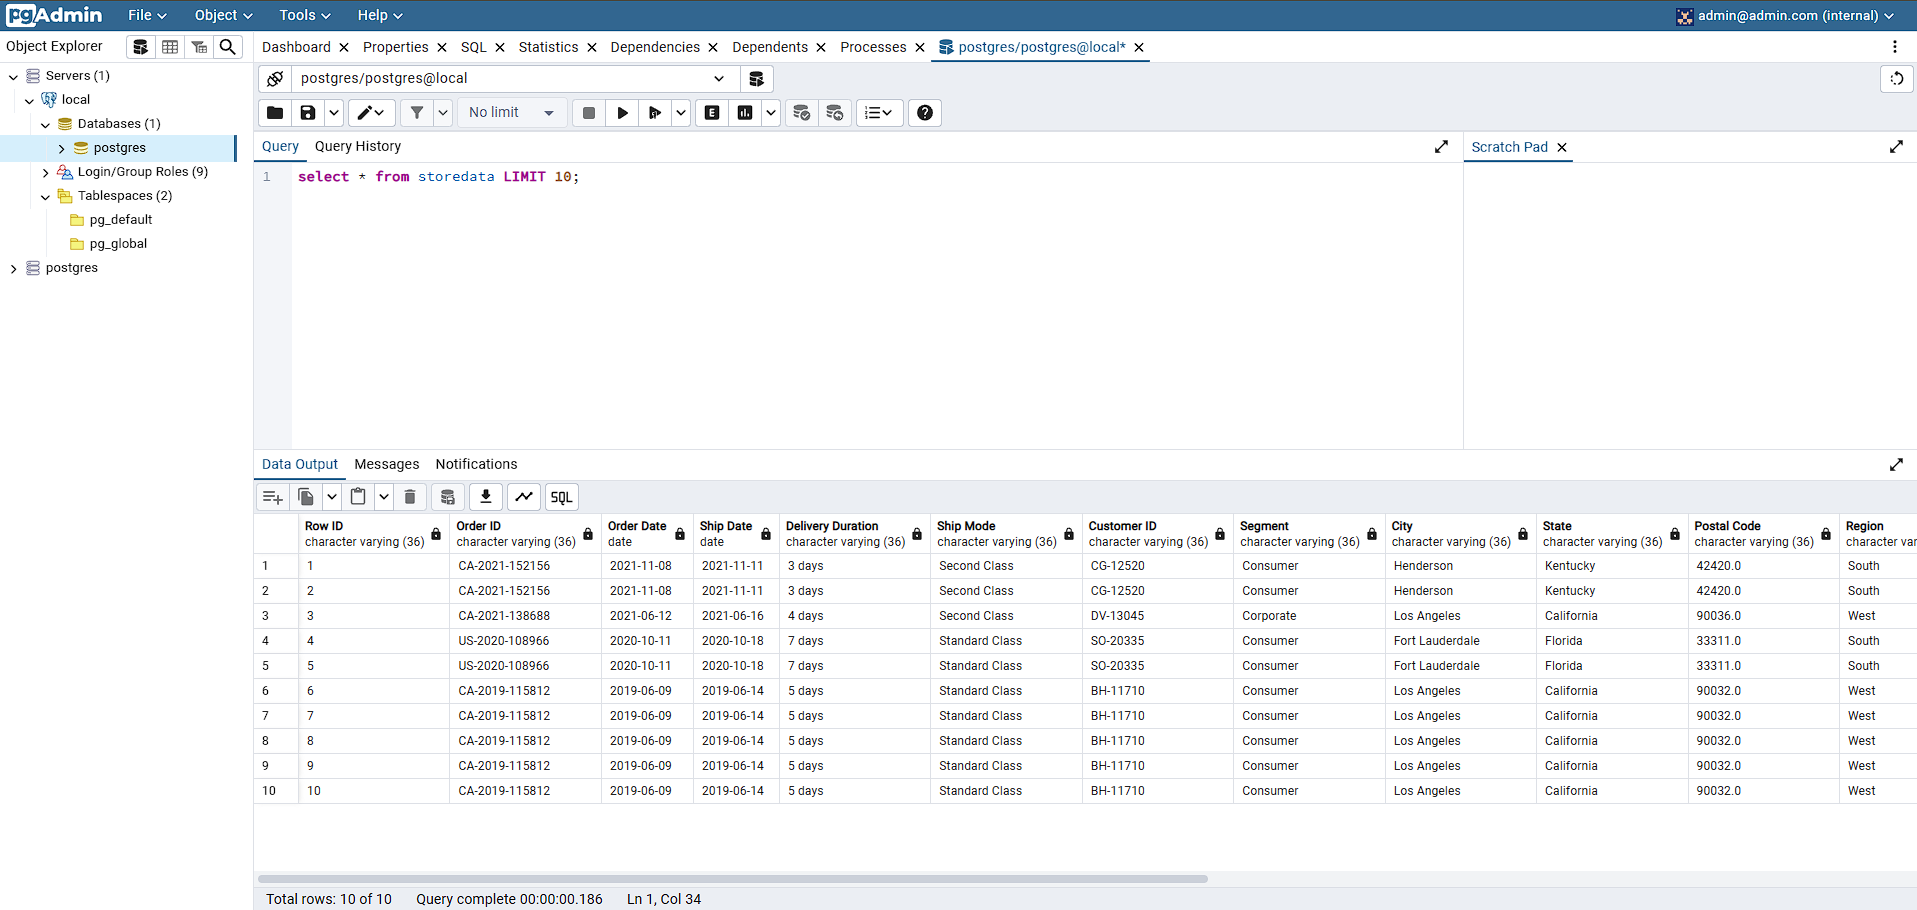 pgAdmin File Object Tools Help admin@admin.com (internal)
Object Explorer
Dashboard Properties SQL Statistics Dependencies Dependents Processes postgres/postgres@local*
Servers (1)
local
Databases (1)
postgres
Login/Group Roles (9)
Tablespaces (2)
pg_default
pg_global
postgres
postgres/postgres@local
No limit E
Query Query History Scratch Pad
1 select * from storedata LIMIT 10;
Data Output Messages Notifications
SQL
Row ID Order ID Order Date Ship Date Delivery Duration Ship Mode Customer ID Segment City State Postal Code Region
character varying (36) character varying (36) date date character varying (36) character varying (36) character varying (36) character varying (36) character varying (36) character varying (36) character varying (36) character var
1 1 CA-2021-152156 2021-11-08 2021-11-11 3 days Second Class CG-12520 Consumer Henderson Kentucky 42420.0 South
2 2 CA-2021-152156 2021-11-08 2021-11-11 3 days Second Class CG-12520 Consumer Henderson Kentucky 42420.0 South
3 3 CA-2021-138688 2021-06-12 2021-06-16 4 days Second Class DV-13045 Corporate Los Angeles California 90036.0 West
4 4 US-2020-108966 2020-10-11 2020-10-18 7 days Standard Class SO-20335 Consumer Fort Lauderdale Florida 33311.0 South
5 5 US-2020-108966 2020-10-11 2020-10-18 7 days Standard Class SO-20335 Consumer Fort Lauderdale Florida 33311.0 South
6 6 CA-2019-115812 2019-06-09 2019-06-14 5 days Standard Class BH-11710 Consumer Los Angeles California 90032.0 West
7 7 CA-2019-115812 2019-06-09 2019-06-14 5 days Standard Class BH-11710 Consumer Los Angeles California 90032.0 West
8 8 CA-2019-115812 2019-06-09 2019-06-14 5 days Standard Class BH-11710 Consumer Los Angeles California 90032.0 West
9 9 CA-2019-115812 2019-06-09 2019-06-14 5 days Standard Class BH-11710 Consumer Los Angeles California 90032.0 West
10 10 CA-2019-115812 2019-06-09 2019-06-14 5 days Standard Class BH-11710 Consumer Los Angeles California 90032.0 West
Total rows: 10 of 10 Query complete 00:00:00.186 Ln 1, Col 34